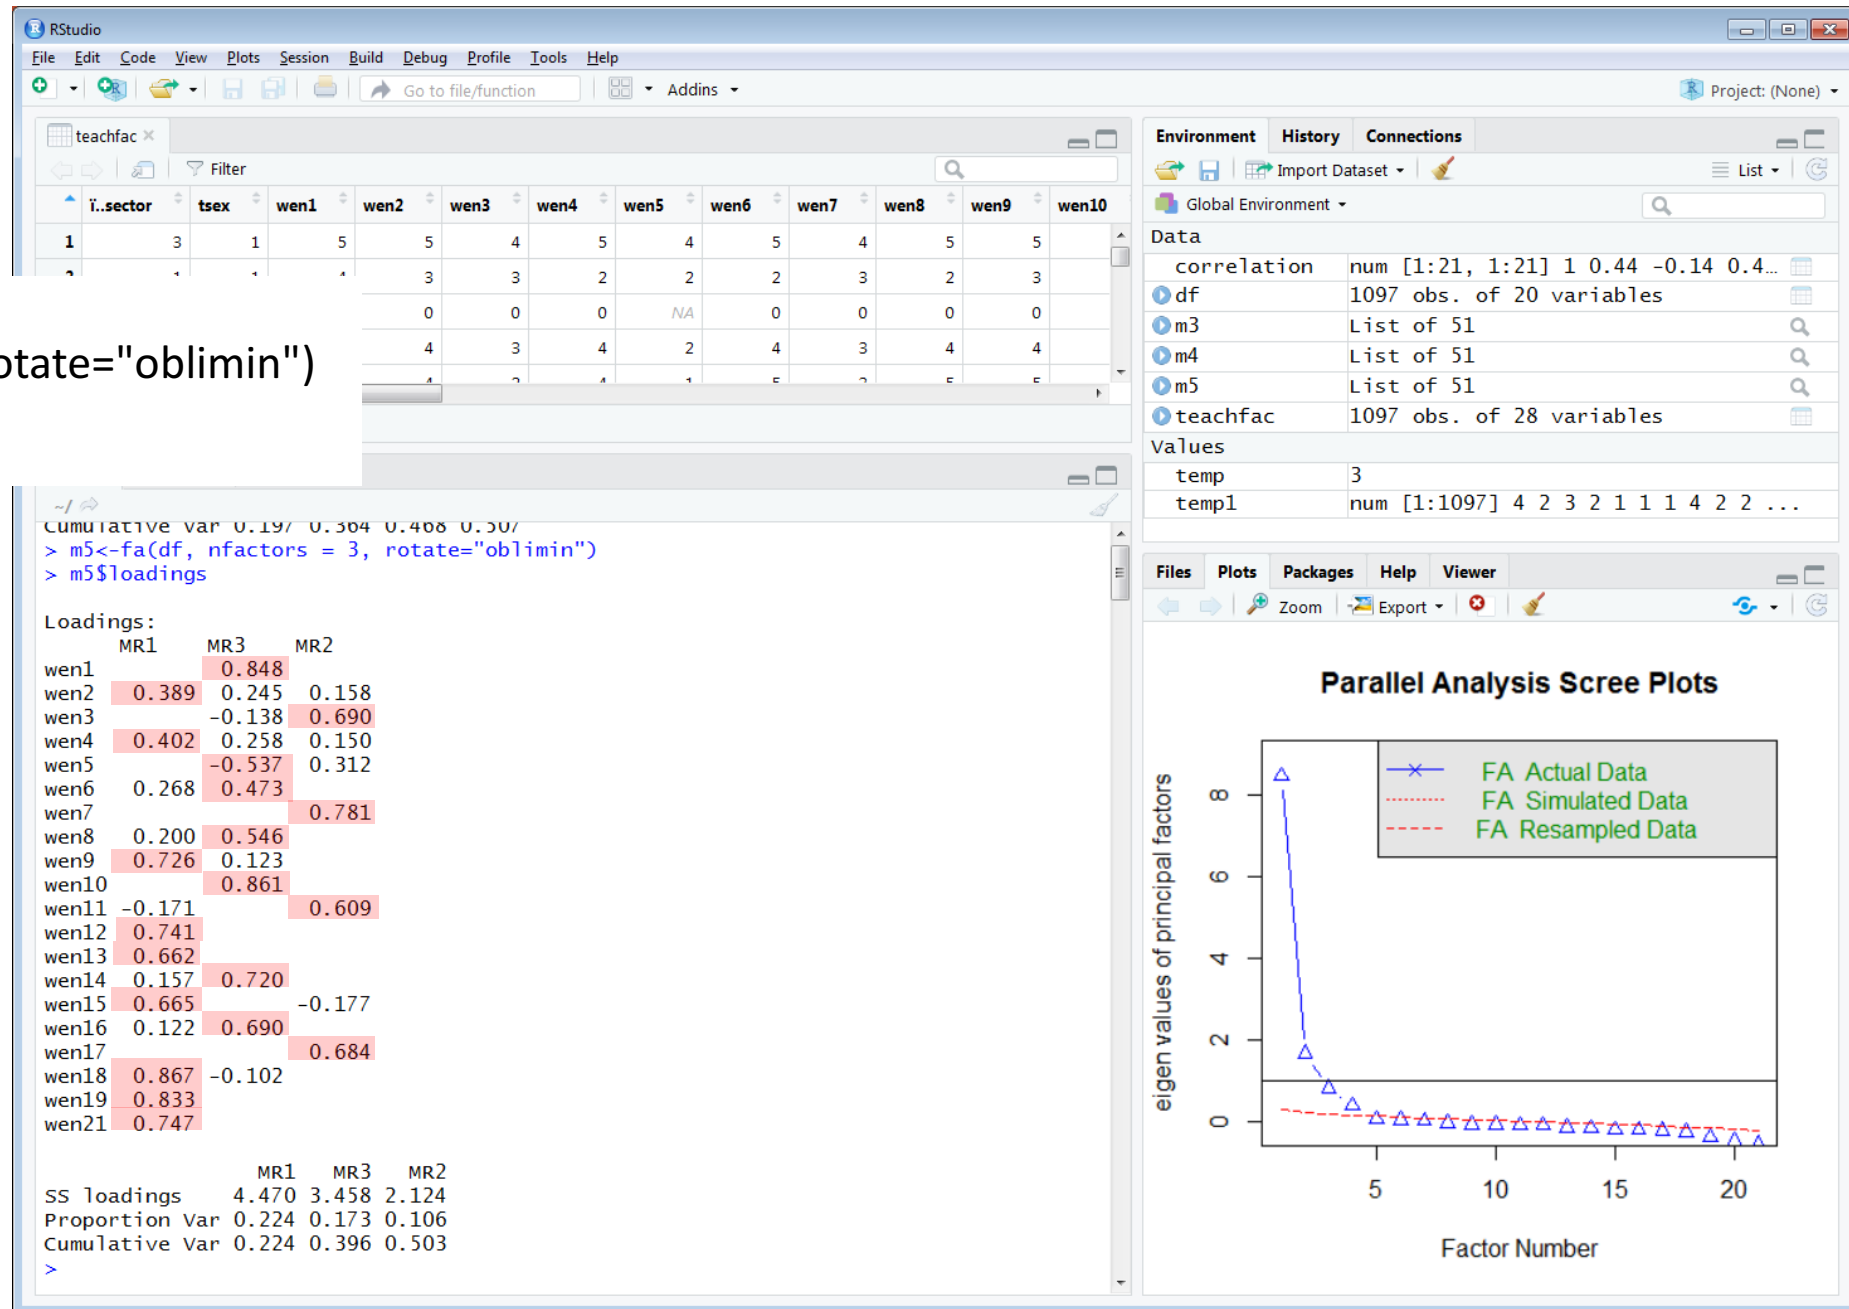 RStudio
File Edit Code View Plots Session Build Debug Profile Tools Help
Go to file/function Addins Project: (None)
teachfac
Filter
ï..sector tsex wen1 wen2 wen3 wen4 wen5 wen6 wen7 wen8 wen9 wen10
1 3 1 5 5 4 5 4 5 4 5 5
3 3 2 2 2 3 2 3
0 0 0 NA 0 0 0 0
4 3 4 2 4 3 4 4
otate="oblimin")
~/
Cumulative Var 0.197 0.364 0.468 0.507
> m5<-fa(df, nfactors = 3, rotate="oblimin")
> m5$loadings
Loadings:
MR1 MR3 MR2
wen1 0.848
wen2 0.389 0.245 0.158
wen3 -0.138 0.690
wen4 0.402 0.258 0.150
wen5 -0.537 0.312
wen6 0.268 0.473
wen7 0.781
wen8 0.200 0.546
wen9 0.726 0.123
wen10 0.861
wen11 -0.171 0.609
wen12 0.741
wen13 0.662
wen14 0.157 0.720
wen15 0.665 -0.177
wen16 0.122 0.690
wen17 0.684
wen18 0.867 -0.102
wen19 0.833
wen21 0.747
MR1 MR3 MR2
SS loadings 4.470 3.458 2.124
Proportion Var 0.224 0.173 0.106
Cumulative Var 0.224 0.396 0.503
>
Environment History Connections
Import Dataset List
Global Environment
Data
correlation num [1:21, 1:21] 1 0.44 -0.14 0.4…
df 1097 obs. of 20 variables
m3 List of 51
m4 List of 51
m5 List of 51
teachfac 1097 obs. of 28 variables
Values
temp 3
temp1 num [1:1097] 4 2 3 2 1 1 1 4 2 2 ...
Files Plots Packages Help Viewer
Zoom Export
Parallel Analysis Scree Plots
FA Actual Data
FA Simulated Data
FA Resampled Data
eigen values of principal factors
8
6
4
2
0
5 10 15 20
Factor Number